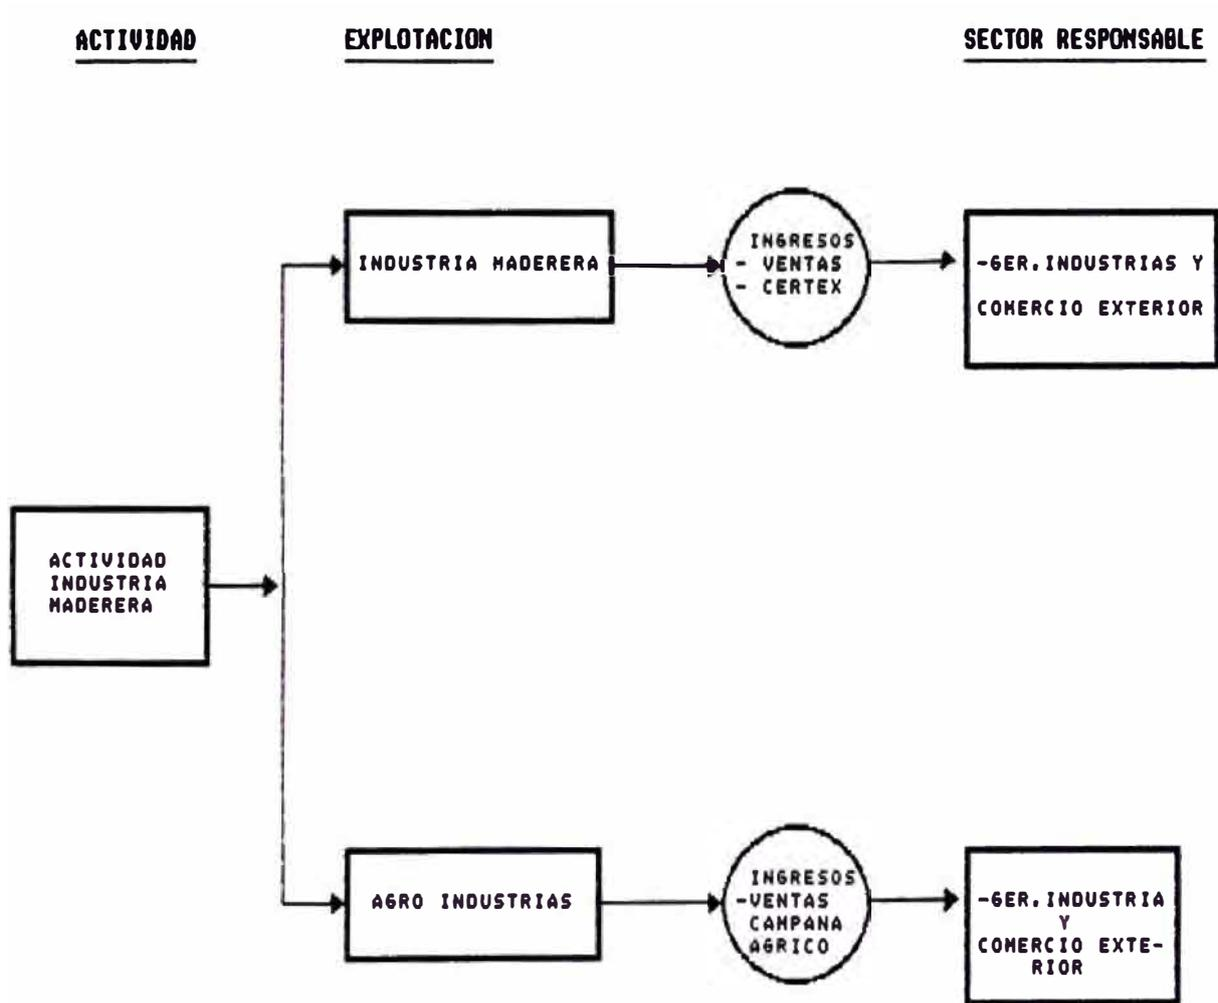 ACTIVIDAD EXPLOTACION SECTOR RESPONSABLE
INDUSTRIA MADERERA
INGRESOS
- VENTAS
- CERTEX
-GER.INDUSTRIAS Y
COMERCIO EXTERIOR
ACTIVIDAD
INDUSTRIA
MADERERA
AGRO INDUSTRIAS
INGRESOS
-VENTAS
CAMPANA
AGRICO
-GER.INDUSTRIA
Y
COMERCIO EXTE-
RIOR